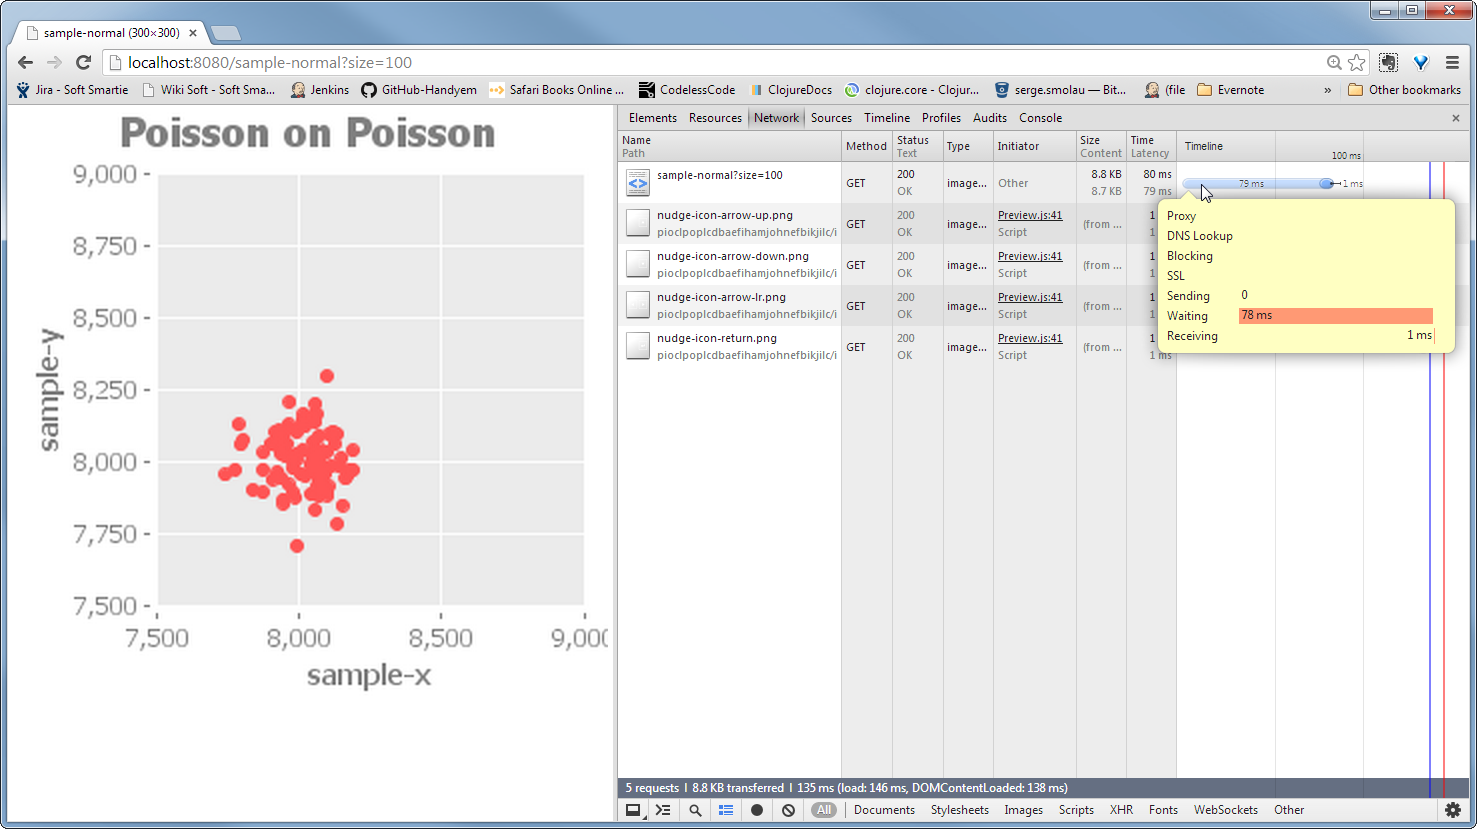 sample-normal (300×300)
localhost:8080/sample-normal?size=100
Jira - Soft Smartie
Wiki Soft - Soft Sma...
Jenkins
GitHub-Handyem
Safari Books Online ...
CodelessCode
ClojureDocs
clojure.core - Clojur...
serge.smolau — Bit...
(file
Evernote
»
Other bookmarks
Poisson on Poisson
9,000
8,750
8,500
8,250
8,000
7,750
7,500
sample-y
7,500 8,000 8,500 9,000
sample-x
Elements Resources Network Sources Timeline Profiles Audits Console
Name Method Status Type Initiator Size Time Timeline
Path Text Content Latency 100 ms
sample-normal?size=100 GET 200 image... Other 8.8 KB 80 ms 79 ms 1 ms
OK 8.7 KB 79 ms
nudge-icon-arrow-up.png GET 200 image... Preview.js:41 (from ... 1
pioclpoplcdbaefihamjohnefbikjilc/i OK Script
nudge-icon-arrow-down.png GET 200 image... Preview.js:41 (from ... 1
pioclpoplcdbaefihamjohnefbikjilc/i OK Script
nudge-icon-arrow-lr.png GET 200 image... Preview.js:41 (from ... 1
pioclpoplcdbaefihamjohnefbikjilc/i OK Script
nudge-icon-return.png GET 200 image... Preview.js:41 (from ... 1
pioclpoplcdbaefihamjohnefbikjilc/i OK Script 1 ms
Proxy
DNS Lookup
Blocking
SSL
Sending 0
Waiting 78 ms
Receiving 1 ms
5 requests | 8.8 KB transferred | 135 ms (load: 146 ms, DOMContentLoaded: 138 ms)
All Documents Stylesheets Images Scripts XHR Fonts WebSockets Other